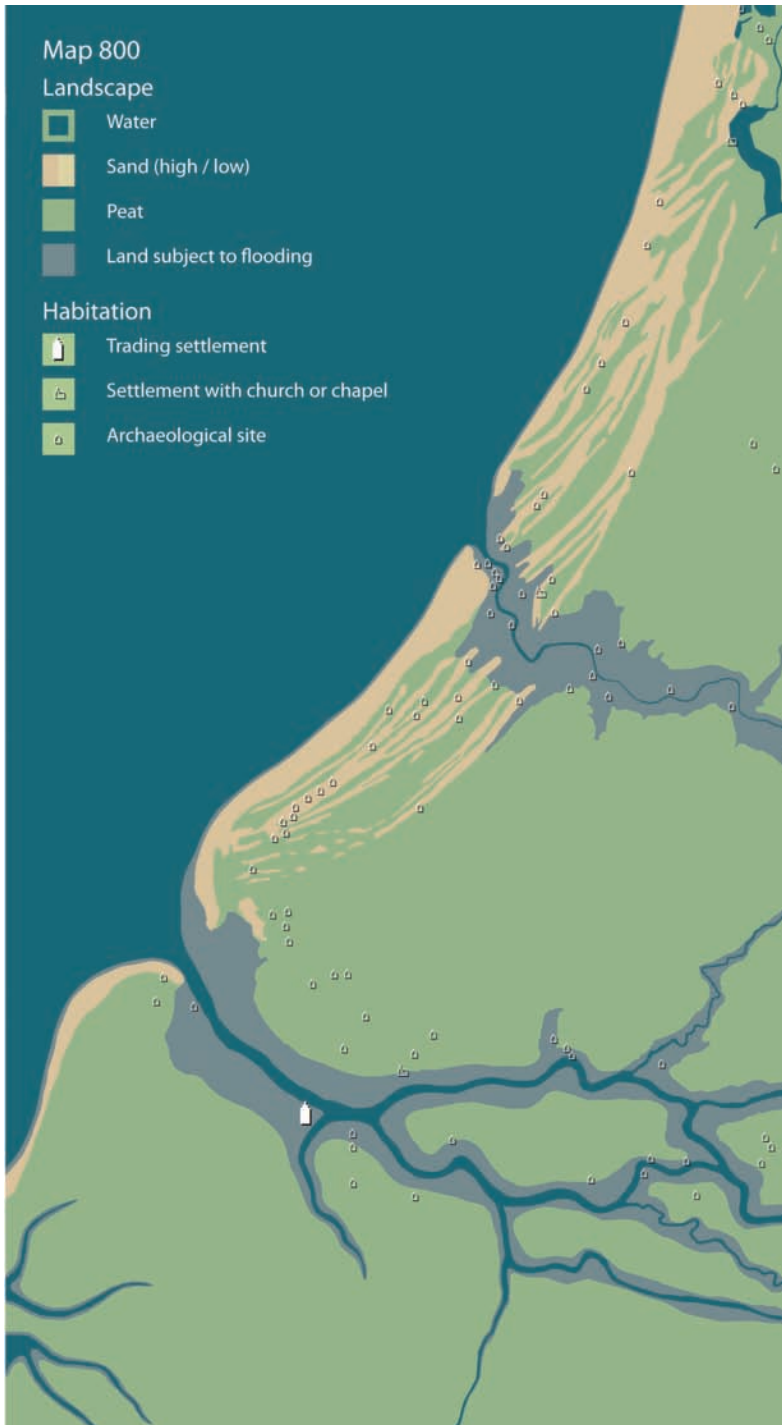 Map 800
Landscape
Water
Sand (high / low)
Peat
Land subject to flooding
Habitation
Trading settlement
Settlement with church or chapel
Archaeological site